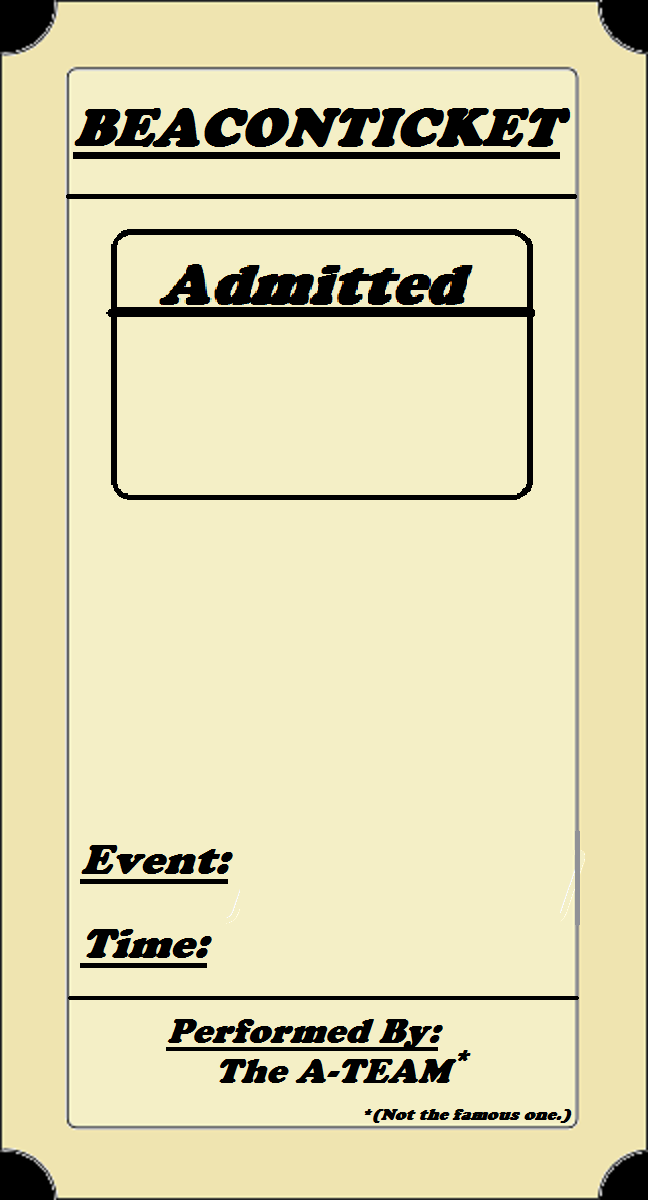 BEACONTICKET
Admitted
Event:
Time:
Performed By:
The A-TEAM*
*(Not the famous one.)